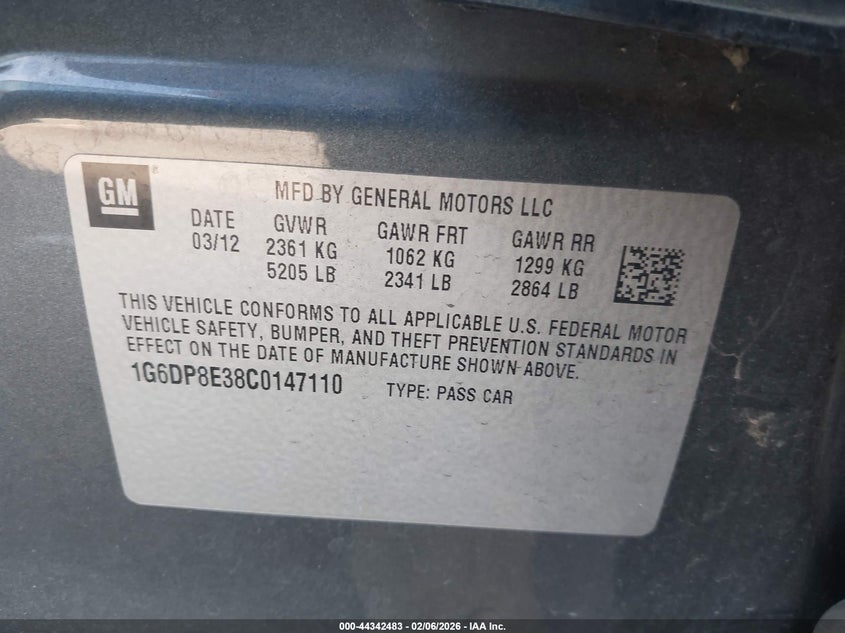 GM
MFD BY GENERAL MOTORS LLC
DATE GVWR GAWR FRT GAWR RR
03/12 2361 KG 1062 KG 1299 KG
5205 LB 2341 LB 2864 LB
THIS VEHICLE CONFORMS TO ALL APPLICABLE U.S. FEDERAL MOTOR
VEHICLE SAFETY, BUMPER, AND THEFT PREVENTION STANDARDS IN
EFFECT ON THE DATE OF MANUFACTURE SHOWN ABOVE.
1G6DP8E38C0147110 TYPE: PASS CAR
000-44342483 - 02/06/2026 - IAA Inc.